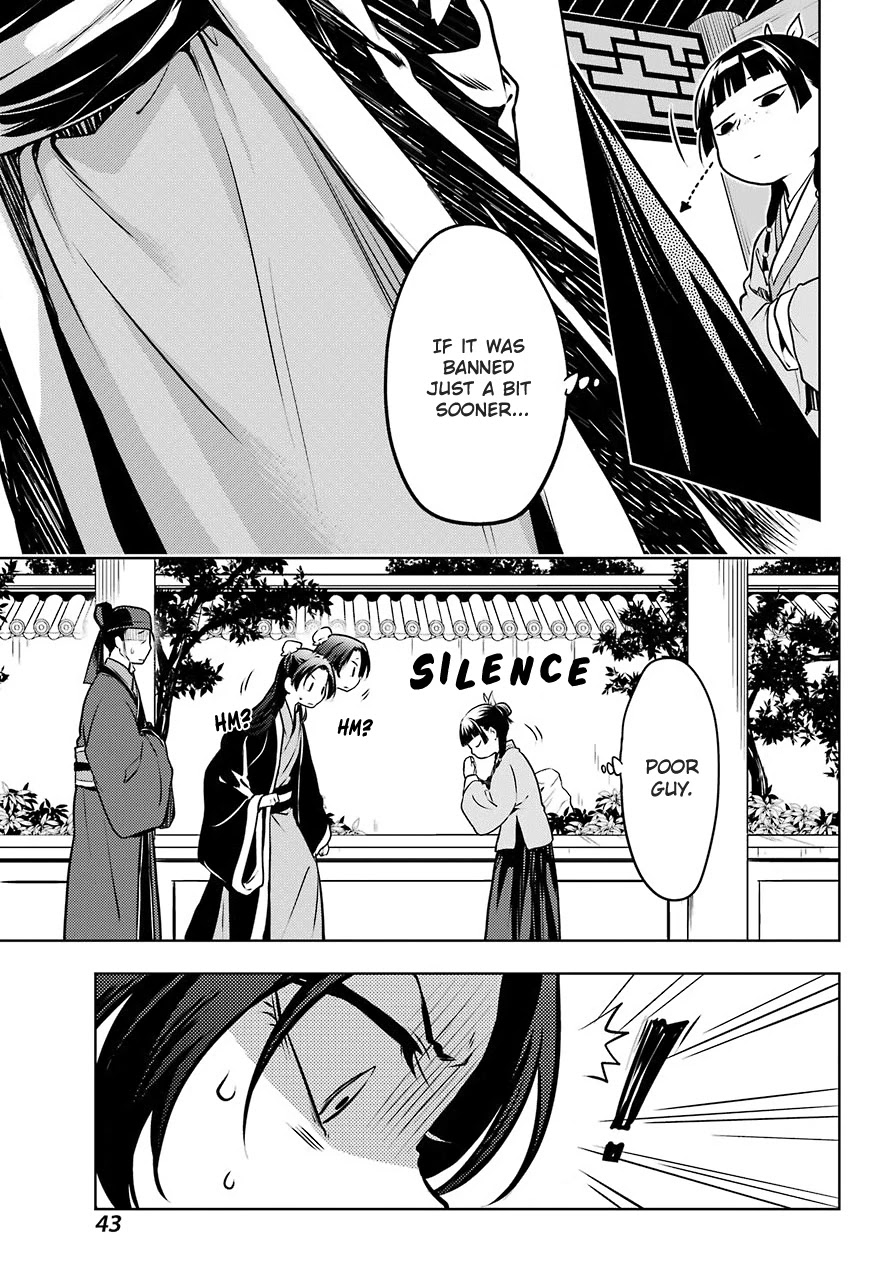 IF IT WAS
BANNED
JUST A BIT
SOONER...
SILENCE
POOR
GUY.
HM?
HM?
!
43